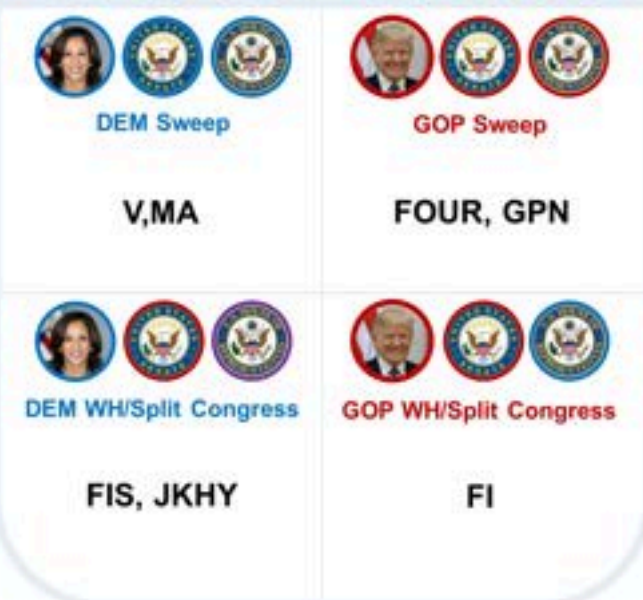 DEM Sweep
GOP Sweep
V,MA
FOUR, GPN
DEM WH/Split Congress
GOP WH/Split Congress
FIS, JKHY
FI